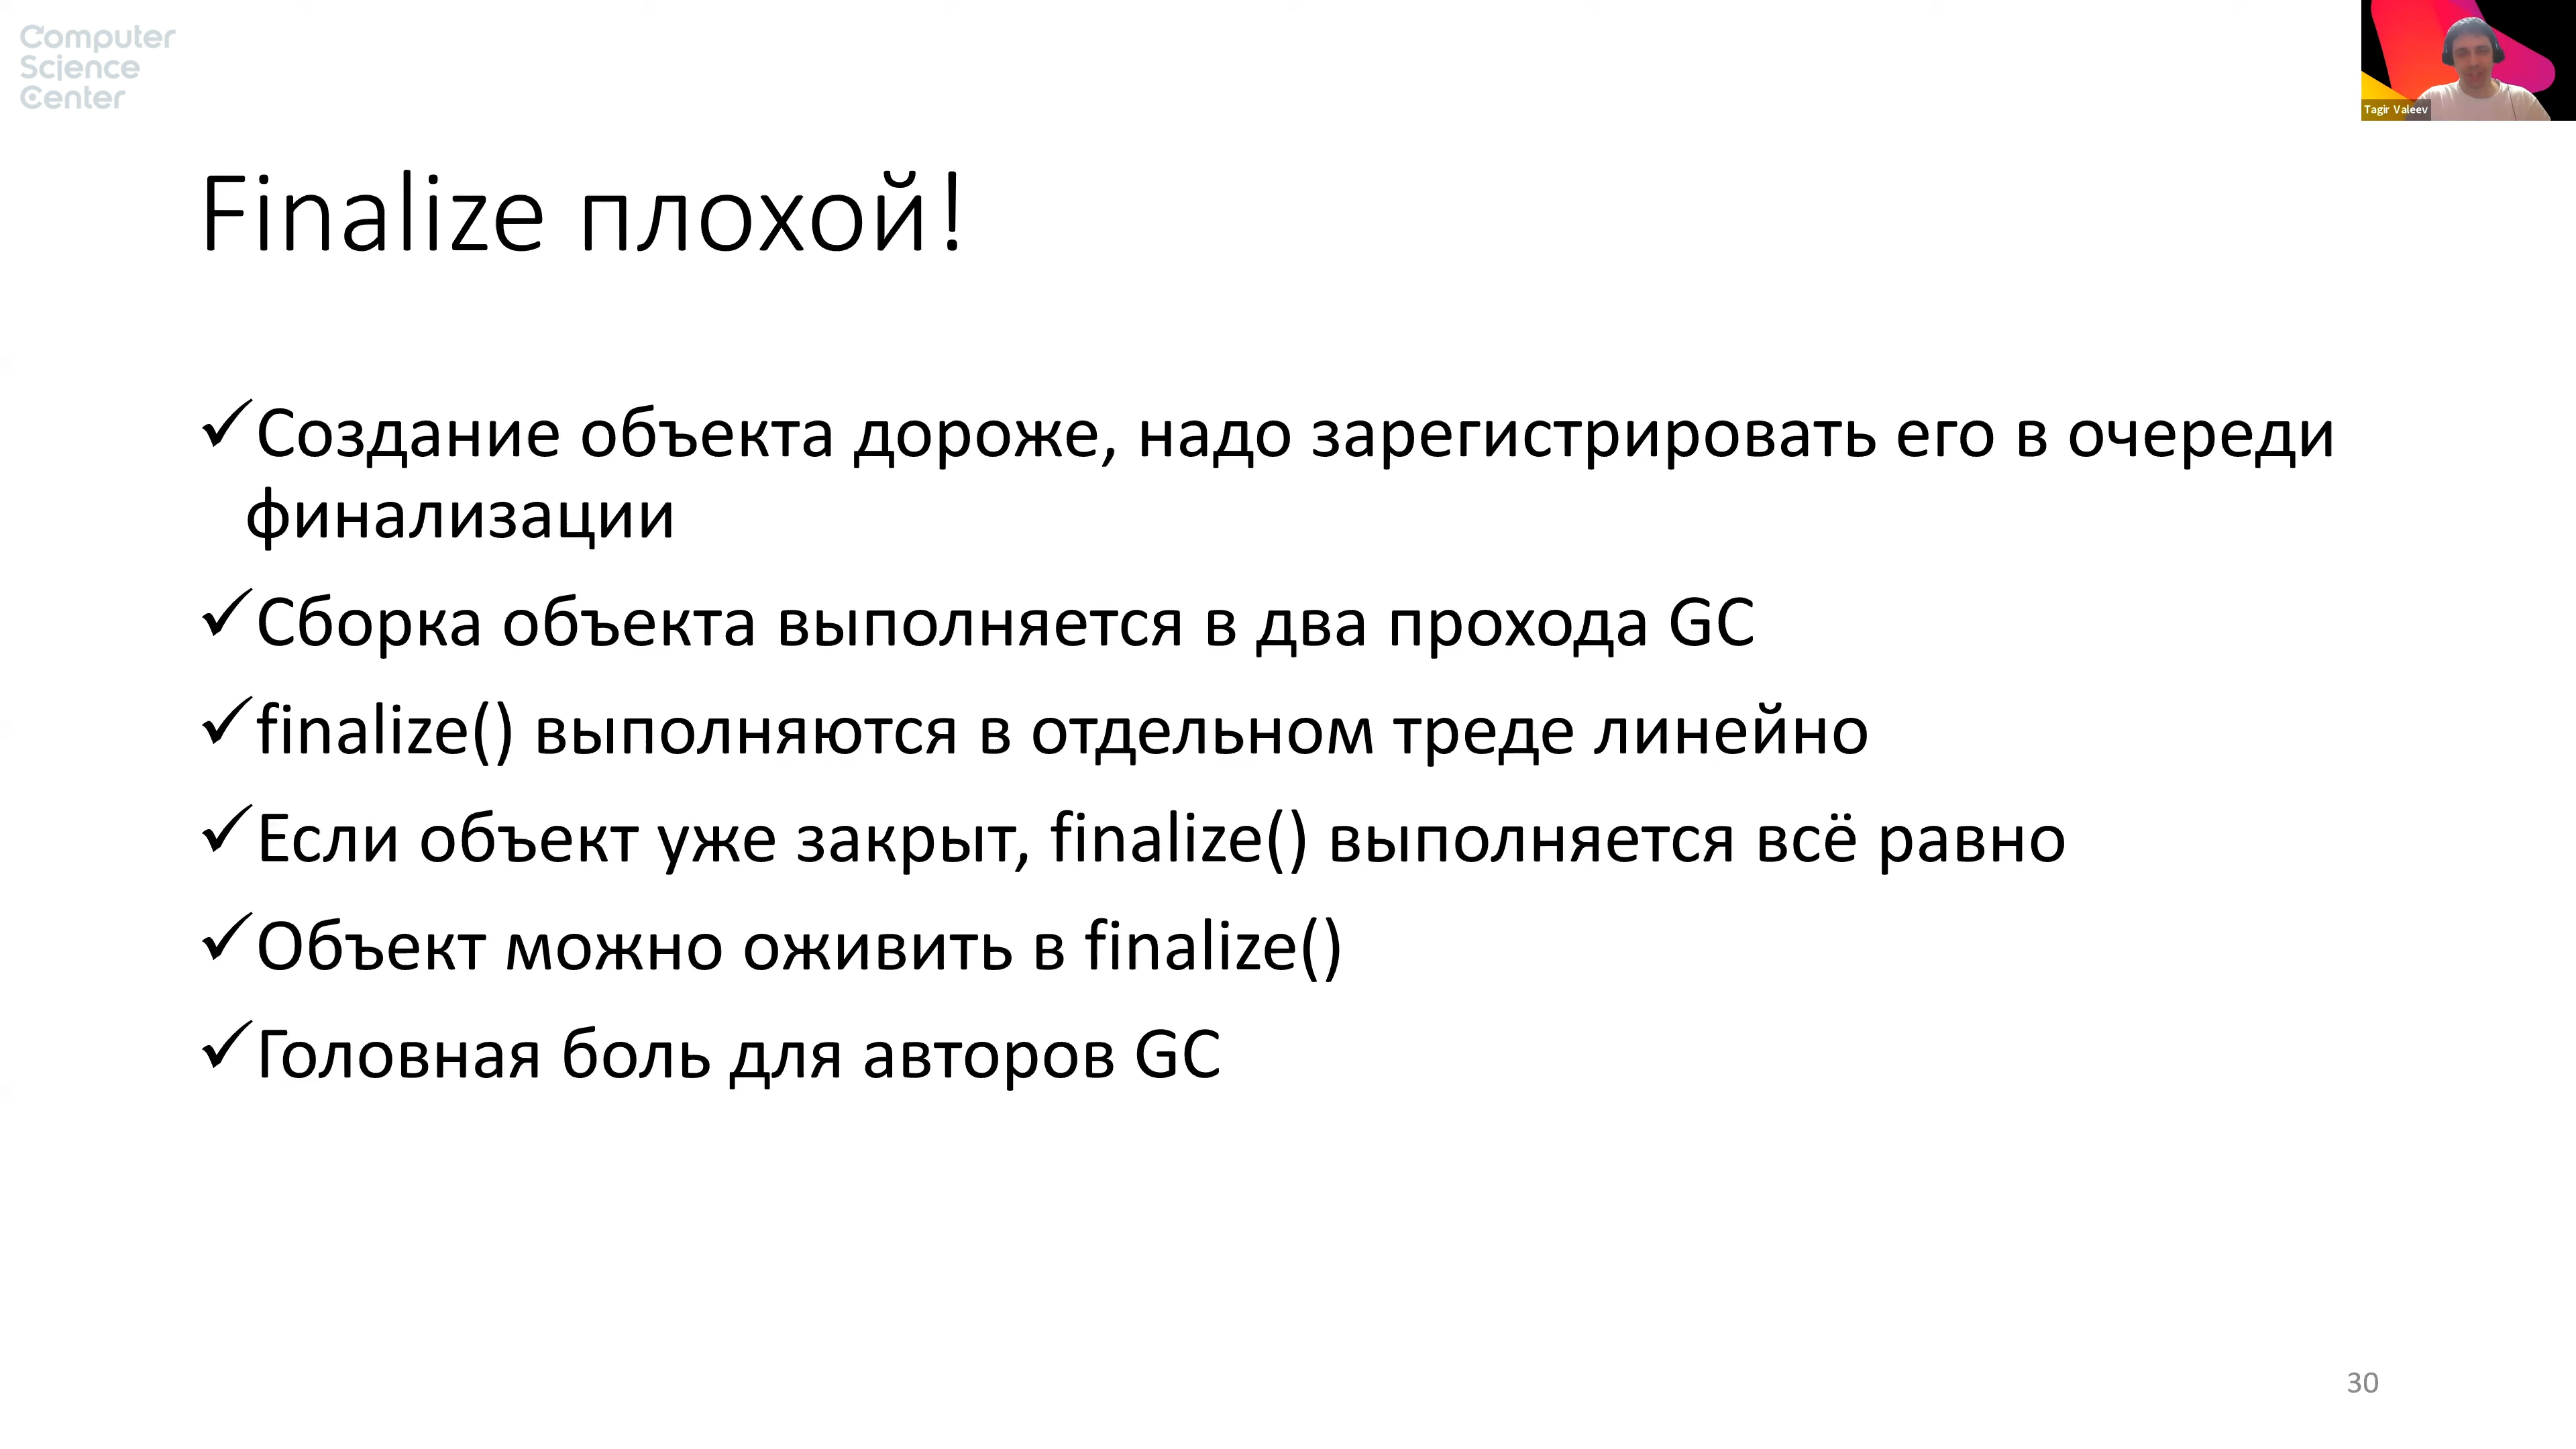 Computer
Science
Center
Tagir Valeev
Finalize плохой!
✓Создание объекта дороже, надо зарегистрировать его в очереди
финализации
✓Сборка объекта выполняется в два прохода GC
✓finalize() выполняются в отдельном треде линейно
✓Если объект уже закрыт, finalize() выполняется всё равно
✓Объект можно оживить в finalize()
✓Головная боль для авторов GC
30